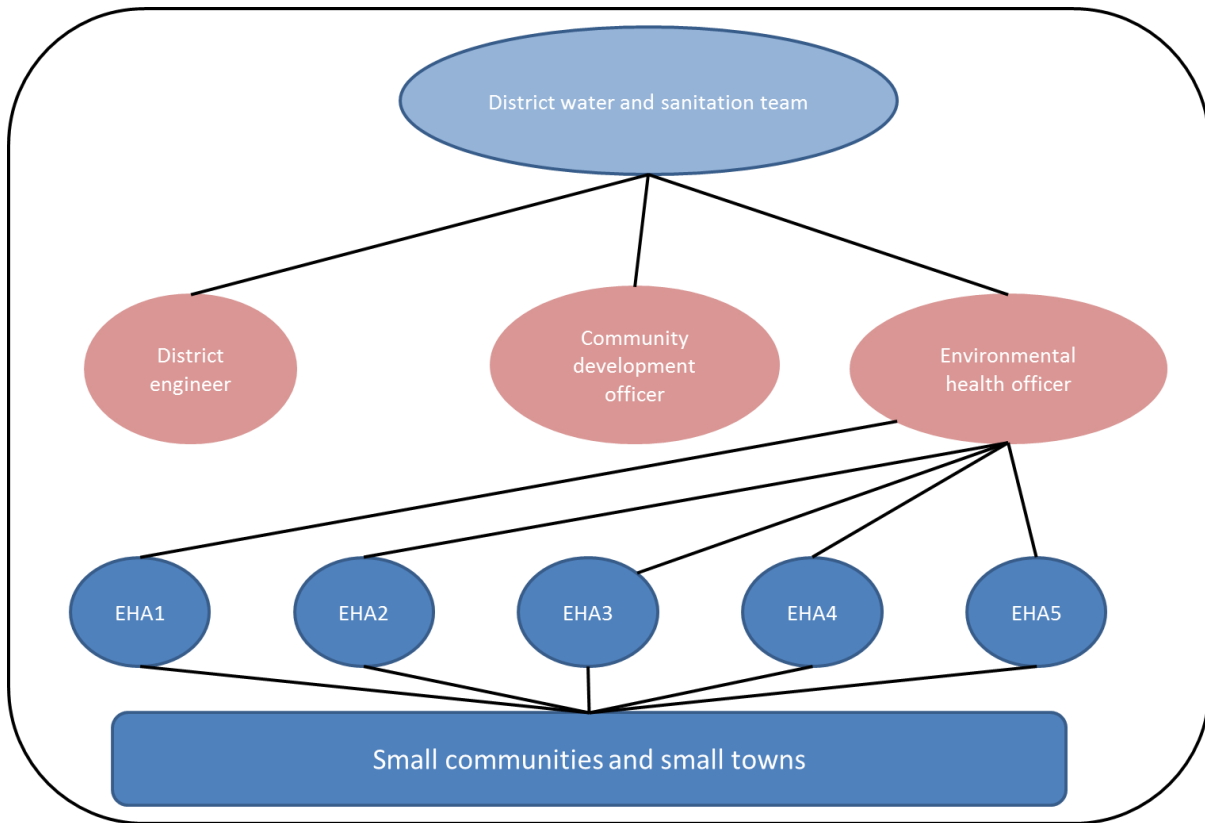 District water and sanitation team
District
engineer
Community
development
officer
Environmental
health officer
EHA1
EHA2
EHA3
EHA4
EHA5
Small communities and small towns